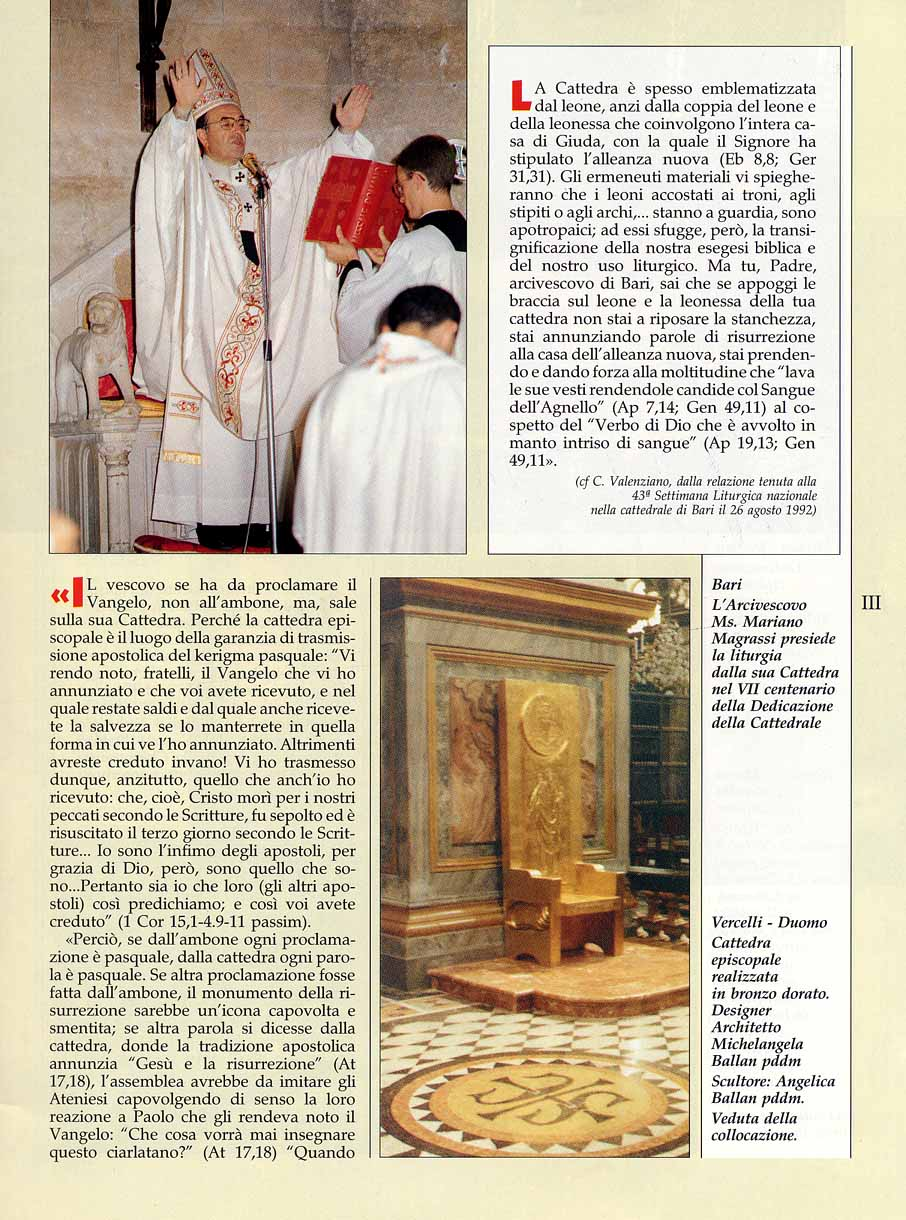 MESSALE ROMANO
LA Cattedra è spesso emblematizzata
dal leone, anzi dalla coppia del leone e
della leonessa che coinvolgono l'intera ca-
sa di Giuda, con la quale il Signore ha
stipulato l'alleanza nuova (Eb 8,8; Ger
31,31). Gli ermeneuti materiali vi spieghe-
ranno che i leoni accostati ai troni, agli
stipiti o agli archi,... stanno a guardia, sono
apotropaici; ad essi sfugge, però, la transi-
gnificazione della nostra esegesi biblica e
del nostro uso liturgico. Ma tu, Padre,
arcivescovo di Bari, sai che se appoggi le
braccia sul leone e la leonessa della tua
cattedra non stai a riposare la stanchezza,
stai annunziando parole di risurrezione
alla casa dell'alleanza nuova, stai prenden-
do e dando forza alla moltitudine che "lava
le sue vesti rendendole candide col Sangue
dell'Agnello" (Ap 7,14; Gen 49,11) al co-
spetto del "Verbo di Dio che è avvolto in
manto intriso di sangue" (Ap 19,13; Gen
49,11».
(cf C. Valenziano, dalla relazione tenuta alla
43ª Settimana Liturgica nazionale
nella cattedrale di Bari il 26 agosto 1992)
«IL vescovo se ha da proclamare il
Vangelo, non all'ambone, ma, sale
sulla sua Cattedra. Perché la cattedra epi-
scopale è il luogo della garanzia di trasmis-
sione apostolica del kerigma pasquale: "Vi
rendo noto, fratelli, il Vangelo che vi ho
annunziato e che voi avete ricevuto, e nel
quale restate saldi e dal quale anche riceve-
te la salvezza se lo manterrete in quella
forma in cui ve l'ho annunziato. Altrimenti
avreste creduto invano! Vi ho trasmesso
dunque, anzitutto, quello che anch'io ho
ricevuto: che, cioè, Cristo morì per i nostri
peccati secondo le Scritture, fu sepolto ed è
risuscitato il terzo giorno secondo le Scrit-
ture... Io sono l'infimo degli apostoli, per
grazia di Dio, però, sono quello che so-
no...Pertanto sia io che loro (gli altri apo-
stoli) così predichiamo; e così voi avete
creduto" (1 Cor 15,1-4.9-11 passim).
«Perciò, se dall'ambone ogni proclama-
zione è pasquale, dalla cattedra ogni paro-
la è pasquale. Se altra proclamazione fosse
fatta dall'ambone, il monumento della ri-
surrezione sarebbe un'icona capovolta e
smentita; se altra parola si dicesse dalla
cattedra, donde la tradizione apostolica
annunzia "Gesù e la risurrezione" (At
17,18), l'assemblea avrebbe da imitare gli
Ateniesi capovolgendo di senso la loro
reazione a Paolo che gli rendeva noto il
Vangelo: "Che cosa vorrà mai insegnare
questo ciarlatano?" (At 17,18) "Quando
Bari
L'Arcivescovo
Ms. Mariano
Magrassi presiede
la liturgia
dalla sua Cattedra
nel VII centenario
della Dedicazione
della Cattedrale
III
Vercelli - Duomo
Cattedra
episcopale
realizzata
in bronzo dorato.
Designer
Architetto
Michelangela
Ballan pddm
Scultore: Angelica
Ballan pddm.
Veduta della
collocazione.